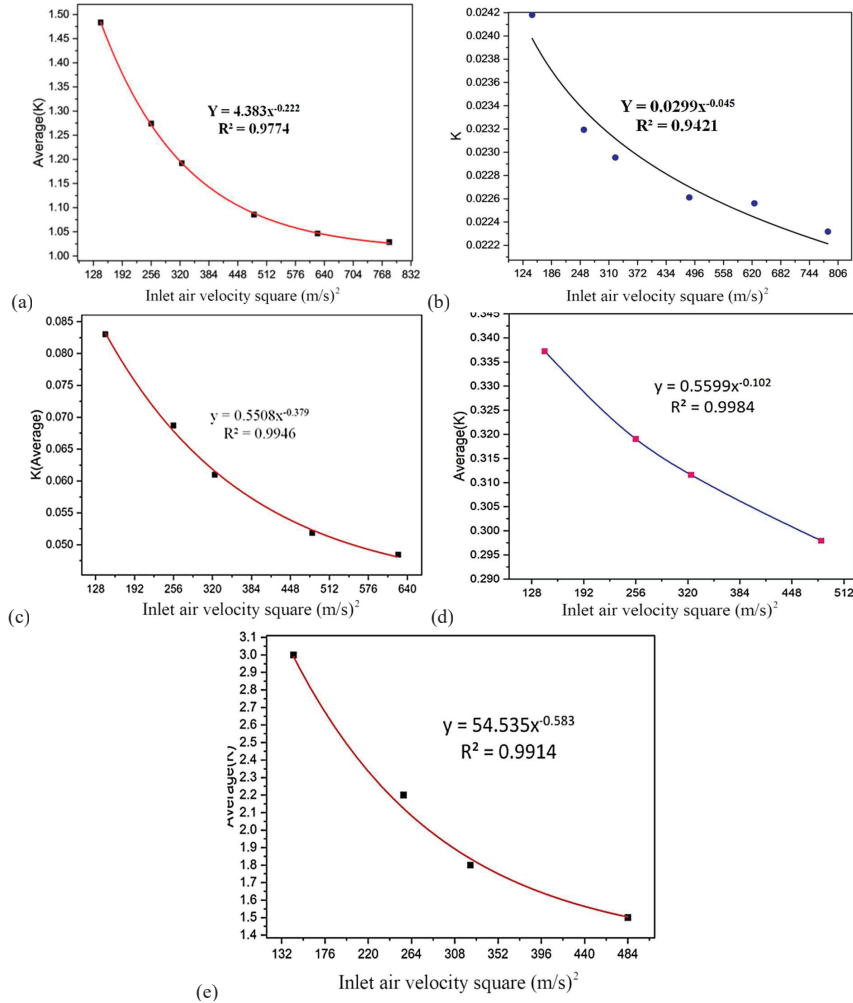 1.50
1.45
1.40
1.35
1.30
1.25
1.20
1.15
1.10
1.05
1.00
Average(K)
Y = 4.383x^-0.222
R² = 0.9774
128 192 256 320 384 448 512 576 640 704 768 832
Inlet air velocity square (m/s)²
(a)
0.0242
0.0240
0.0238
0.0236
0.0234
0.0232
0.0230
0.0228
0.0226
0.0224
0.0222
K
Y = 0.0299x^-0.045
R² = 0.9421
124 186 248 310 372 434 496 558 620 682 744 806
Inlet air velocity square (m/s)²
(b)
0.085
0.080
0.075
0.070
0.065
0.060
0.055
0.050
K(Average)
y = 0.5508x^-0.379
R² = 0.9946
128 192 256 320 384 448 512 576 640
Inlet air velocity square (m/s)²
(c)
0.345
0.340
0.335
0.330
0.325
0.320
0.315
0.310
0.305
0.300
0.295
0.290
Average(K)
y = 0.5599x^-0.102
R² = 0.9984
128 192 256 320 384 448 512
Inlet air velocity square (m/s)²
(d)
3.1
3.0
2.9
2.8
2.7
2.6
2.5
2.4
2.3
2.2
2.1
2.0
1.9
1.8
1.7
1.6
1.5
1.4
Average(K)
y = 54.535x^-0.583
R² = 0.9914
132 176 220 264 308 352 396 440 484
Inlet air velocity square (m/s)²
(e)